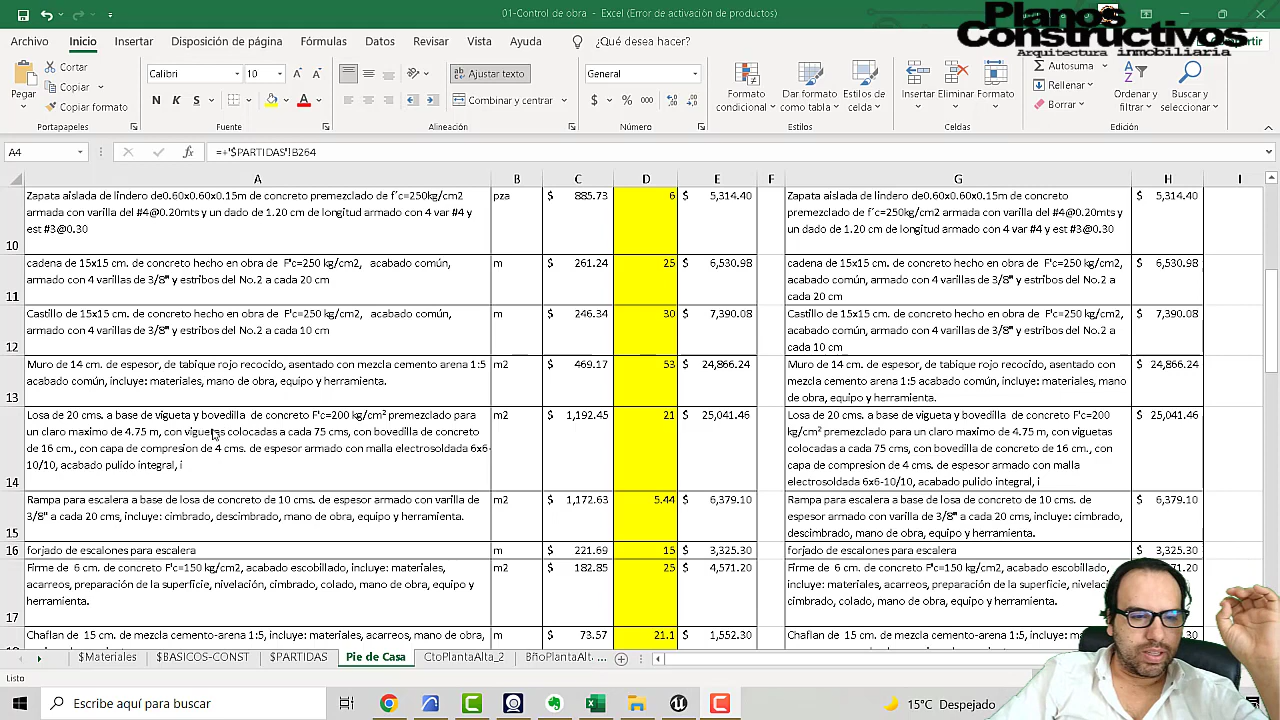 01-Control de obra - Excel (Error de activación de productos)
Planos
Constructivos
Arquitectura inmobiliaria
Archivo Inicio Insertar Disposición de página Fórmulas Datos Revisar Vista Ayuda ¿Qué desea hacer?
Pegar
Cortar
Copiar
Copiar formato
Portapapeles
Calibri 10
N K S
Fuente
Ajustar texto
Combinar y centrar
Alineación
General
$ % 000
Número
Formato condicional
Dar formato como tabla
Estilos de celda
Estilos
Insertar Eliminar Formato
Celdas
Autosuma
Rellenar
Borrar
Ordenar y filtrar
Buscar y seleccionar
Edición
A4 fx =+'$PARTIDAS'!B264
A B C D E F G H I
10 Zapata aislada de lindero de0.60x0.60x0.15m de concreto premezclado de f´c=250kg/cm2
armada con varilla del #4@0.20mts y un dado de 1.20 cm de longitud armado con 4 var #4 y
est #3@0.30
pza $ 885.73 6 $ 5,314.40
Zapata aislada de lindero de0.60x0.60x0.15m de concreto
premezclado de f´c=250kg/cm2 armada con varilla del #4@0.20mts y
un dado de 1.20 cm de longitud armado con 4 var #4 y est #3@0.30
$ 5,314.40
11 cadena de 15x15 cm. de concreto hecho en obra de F'c=250 kg/cm2, acabado común,
armado con 4 varillas de 3/8" y estribos del No.2 a cada 20 cm
m $ 261.24 25 $ 6,530.98
cadena de 15x15 cm. de concreto hecho en obra de F'c=250 kg/cm2,
acabado común, armado con 4 varillas de 3/8" y estribos del No.2 a
cada 20 cm
$ 6,530.98
12 Castillo de 15x15 cm. de concreto hecho en obra de F'c=250 kg/cm2, acabado común,
armado con 4 varillas de 3/8" y estribos del No.2 a cada 10 cm
m $ 246.34 30 $ 7,390.08
Castillo de 15x15 cm. de concreto hecho en obra de F'c=250 kg/cm2,
acabado común, armado con 4 varillas de 3/8" y estribos del No.2 a
cada 10 cm
$ 7,390.08
13 Muro de 14 cm. de espesor, de tabique rojo recocido, asentado con mezcla cemento arena 1:5
acabado común, incluye: materiales, mano de obra, equipo y herramienta.
m2 $ 469.17 53 $ 24,866.24
Muro de 14 cm. de espesor, de tabique rojo recocido, asentado con
mezcla cemento arena 1:5 acabado común, incluye: materiales, mano
de obra, equipo y herramienta.
$ 24,866.24
14 Losa de 20 cms. a base de vigueta y bovedilla de concreto F'c=200 kg/cm² premezclado para
un claro maximo de 4.75 m, con viguetas colocadas a cada 75 cms, con bovedilla de concreto
de 16 cm., con capa de compresion de 4 cms. de espesor armado con malla electrosoldada 6x6-
10/10, acabado pulido integral, i
m2 $ 1,192.45 21 $ 25,041.46
Losa de 20 cms. a base de vigueta y bovedilla de concreto F'c=200
kg/cm² premezclado para un claro maximo de 4.75 m, con viguetas
colocadas a cada 75 cms, con bovedilla de concreto de 16 cm., con
capa de compresion de 4 cms. de espesor armado con malla
electrosoldada 6x6-10/10, acabado pulido integral, i
$ 25,041.46
15 Rampa para escalera a base de losa de concreto de 10 cms. de espesor armado con varilla de
3/8" a cada 20 cms, incluye: cimbrado, descimbrado, mano de obra, equipo y herramienta.
m2 $ 1,172.63 5.44 $ 6,379.10
Rampa para escalera a base de losa de concreto de 10 cms. de
espesor armado con varilla de 3/8" a cada 20 cms, incluye: cimbrado,
descimbrado, mano de obra, equipo y herramienta.
$ 6,379.10
16 forjado de escalones para escalera m $ 221.69 15 $ 3,325.30 forjado de escalones para escalera $ 3,325.30
17 Firme de 6 cm. de concreto F'c=150 kg/cm2, acabado escobillado, incluye: materiales,
acarreos, preparación de la superficie, nivelación, cimbrado, colado, mano de obra, equipo y
herramienta.
m2 $ 182.85 25 $ 4,571.20
Firme de 6 cm. de concreto F'c=150 kg/cm2, acabado escobillado,
incluye: materiales, acarreos, preparación de la superficie, nivelación,
cimbrado, colado, mano de obra, equipo y herramienta.
Chaflan de 15 cm. de mezcla cemento-arena 1:5, incluye: materiales, acarreos, mano de obra,
m $ 73.57 21.1 $ 1,552.30
Chaflan de 15 cm. de mezcla cemento-arena 1:5, incluye:
$Materiales $BASICOS-CONST $PARTIDAS Pie de Casa CtoPlantaAlta_2 BñoPlantaAlt. ...
Listo
Escribe aquí para buscar
15°C Despejado